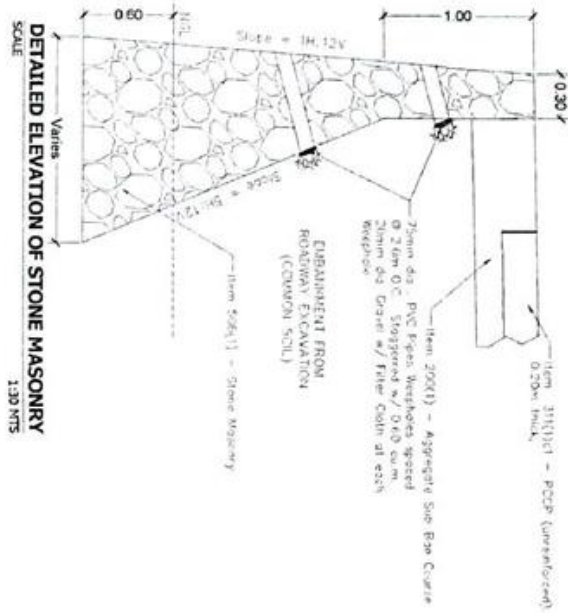 0.60
1.00
0.30
NGL
Slope = 1H:12V
Varies
Slope = 5H:12V
Item 311(1)c1 - PCCP (unreinforced)
0.20m thick.
Item 200(1) - Aggregate Sub Base Course
75mm dia. PVC Pipes Weepholes spaced
@ 2.0m O.C. Staggered w/ 0.60 cu.m.
20mm dia Gravel w/ Filter Cloth at each
Weephole
EMBANKMENT FROM
ROADWAY EXCAVATION
(COMMON SOIL)
Item 506(1) - Stone Masonry
DETAILED ELEVATION OF STONE MASONRY
SCALE
1:30 MTS